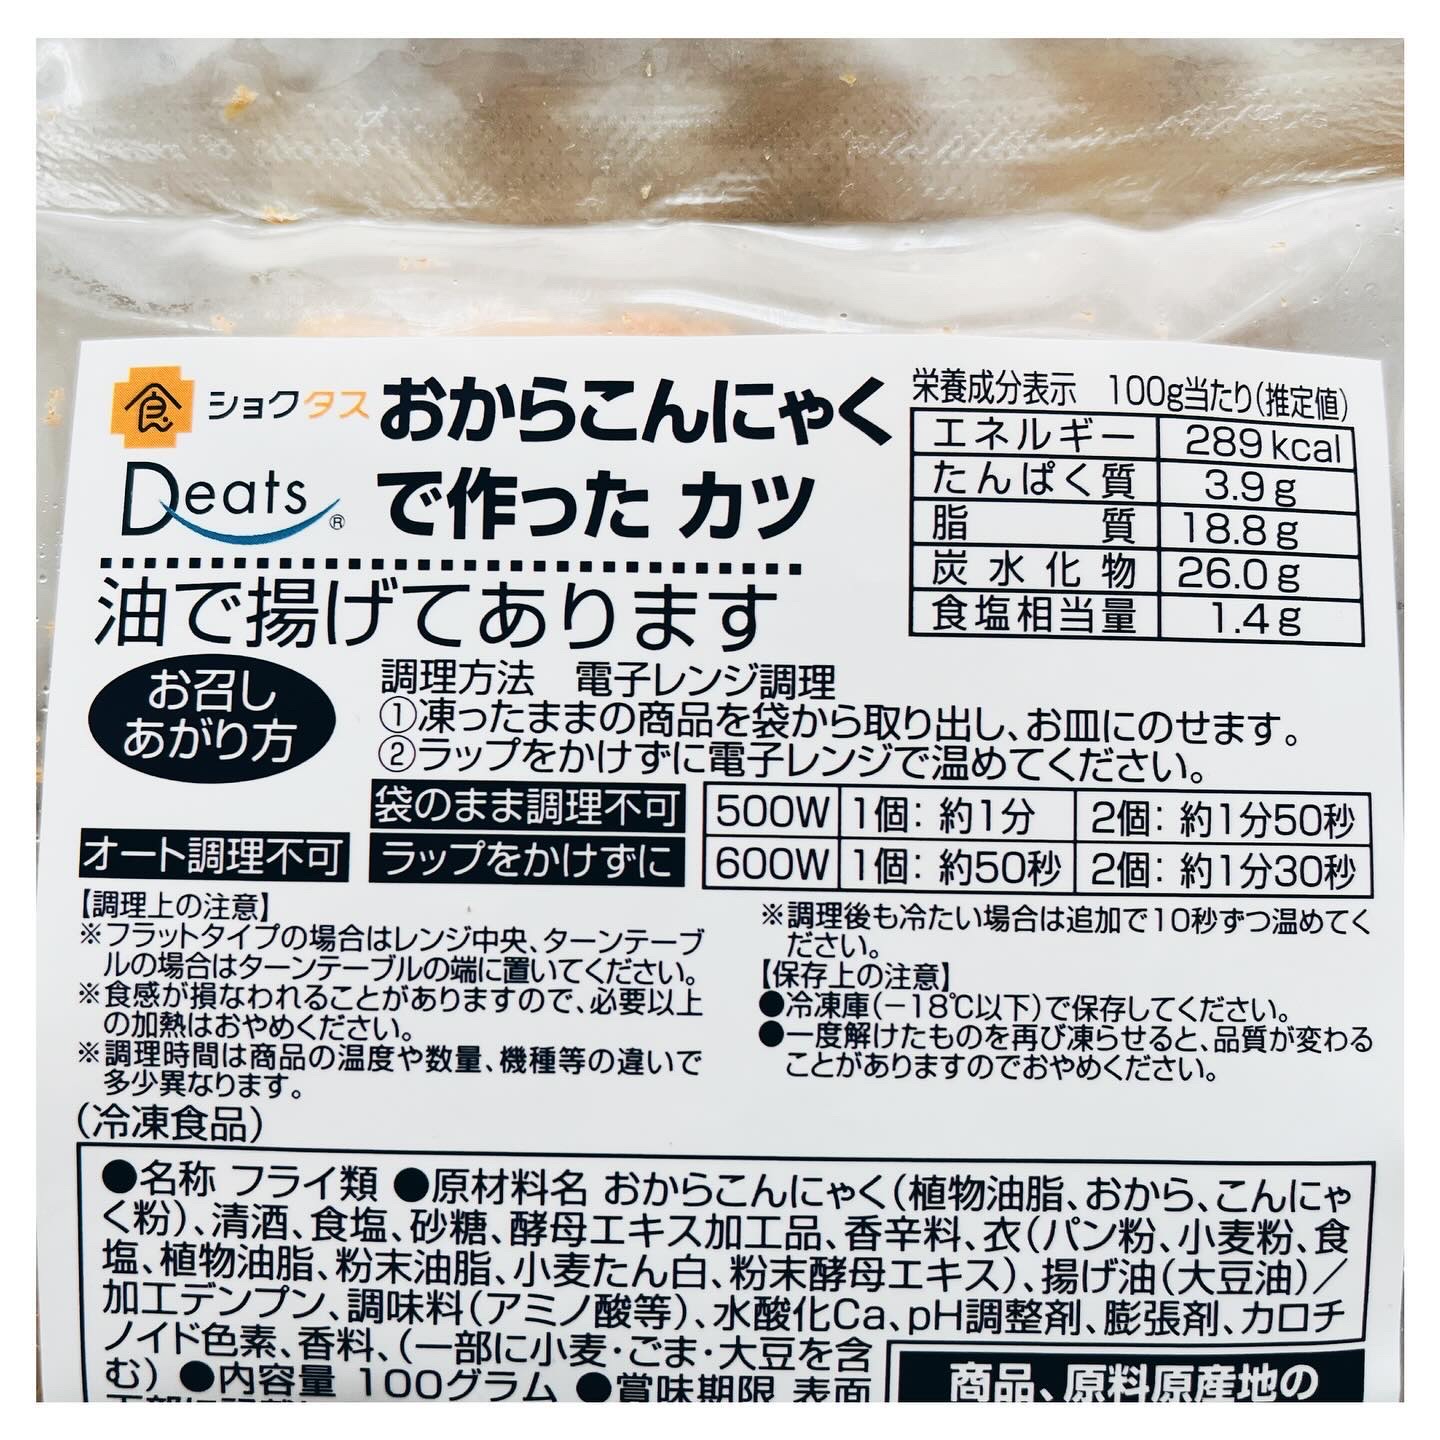 食 ショクタス おからこんにゃく
Deats® で作った カツ
油で揚げてあります
栄養成分表示 100g当たり(推定値)
エネルギー 289kcal
たんぱく質 3.9g
脂質 18.8g
炭水化物 26.0g
食塩相当量 1.4g
お召し
あがり方
調理方法 電子レンジ調理
①凍ったままの商品を袋から取り出し、お皿にのせます。
②ラップをかけずに電子レンジで温めてください。
袋のまま調理不可
オート調理不可 ラップをかけずに
500W 1個：約1分 2個：約1分50秒
600W 1個：約50秒 2個：約1分30秒
【調理上の注意】
※フラットタイプの場合はレンジ中央、ターンテーブ
ルの場合はターンテーブルの端に置いてください。
※食感が損なわれることがありますので、必要以上
の加熱はおやめください。
※調理時間は商品の温度や数量、機種等の違いで
多少異なります。
※調理後も冷たい場合は追加で10秒ずつ温めてく
ださい。
【保存上の注意】
●冷凍庫(－18℃以下)で保存してください。
●一度解けたものを再び凍らせると、品質が変わる
ことがありますのでおやめください。
(冷凍食品)
●名称 フライ類 ●原材料名 おからこんにゃく(植物油脂、おから、こんにゃ
く粉)、清酒、食塩、砂糖、酵母エキス加工品、香辛料、衣(パン粉、小麦粉、食
塩、植物油脂、粉末油脂、小麦たん白、粉末酵母エキス)、揚げ油(大豆油)／
加工デンプン、調味料(アミノ酸等)、水酸化Ca、pH調整剤、膨張剤、カロチ
ノイド色素、香料、(一部に小麦・ごま・大豆を含
む) ●内容量 100グラム ●賞味期限 表面
商品、原料原産地の